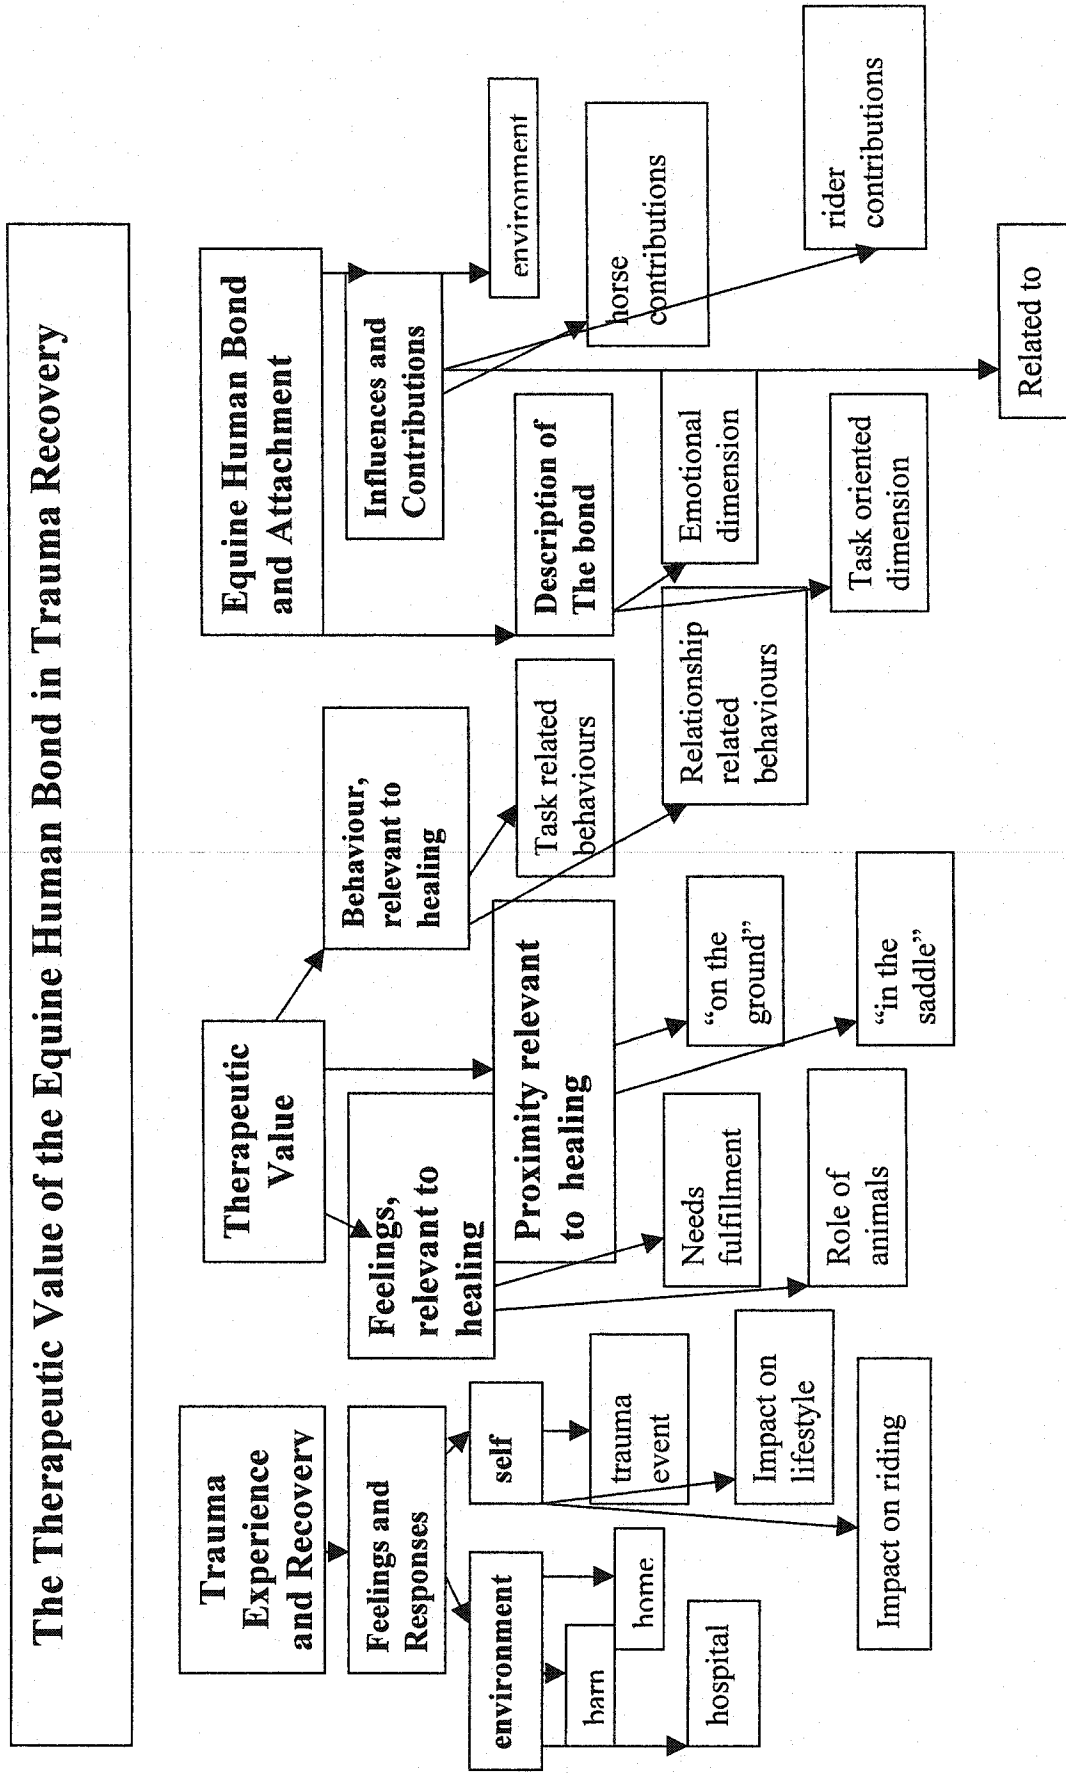 The Therapeutic Value of the Equine Human Bond in Trauma Recovery
Trauma
Experience
and Recovery
Feelings and
Responses
environment
barn
home
hospital
self
trauma
event
Impact on
lifestyle
Impact on riding
Therapeutic
Value
Feelings,
relevant to
healing
Needs
fulfillment
Role of
animals
Proximity relevant
to healing
“on the
ground”
“in the
saddle”
Behaviour,
relevant to
healing
Task related
behaviours
Relationship
related
behaviours
Equine Human Bond
and Attachment
Description of
The bond
Emotional
dimension
Task oriented
dimension
Influences and
Contributions
environment
horse
contributions
rider
contributions
Related to